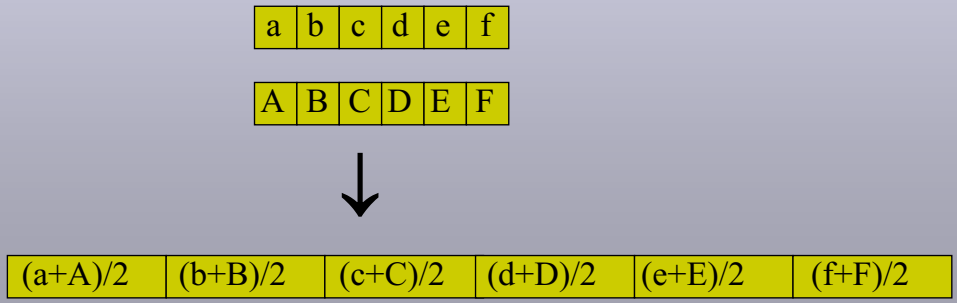 a b c d e f
A B C D E F
↓
(a+A)/2 (b+B)/2 (c+C)/2 (d+D)/2 (e+E)/2 (f+F)/2